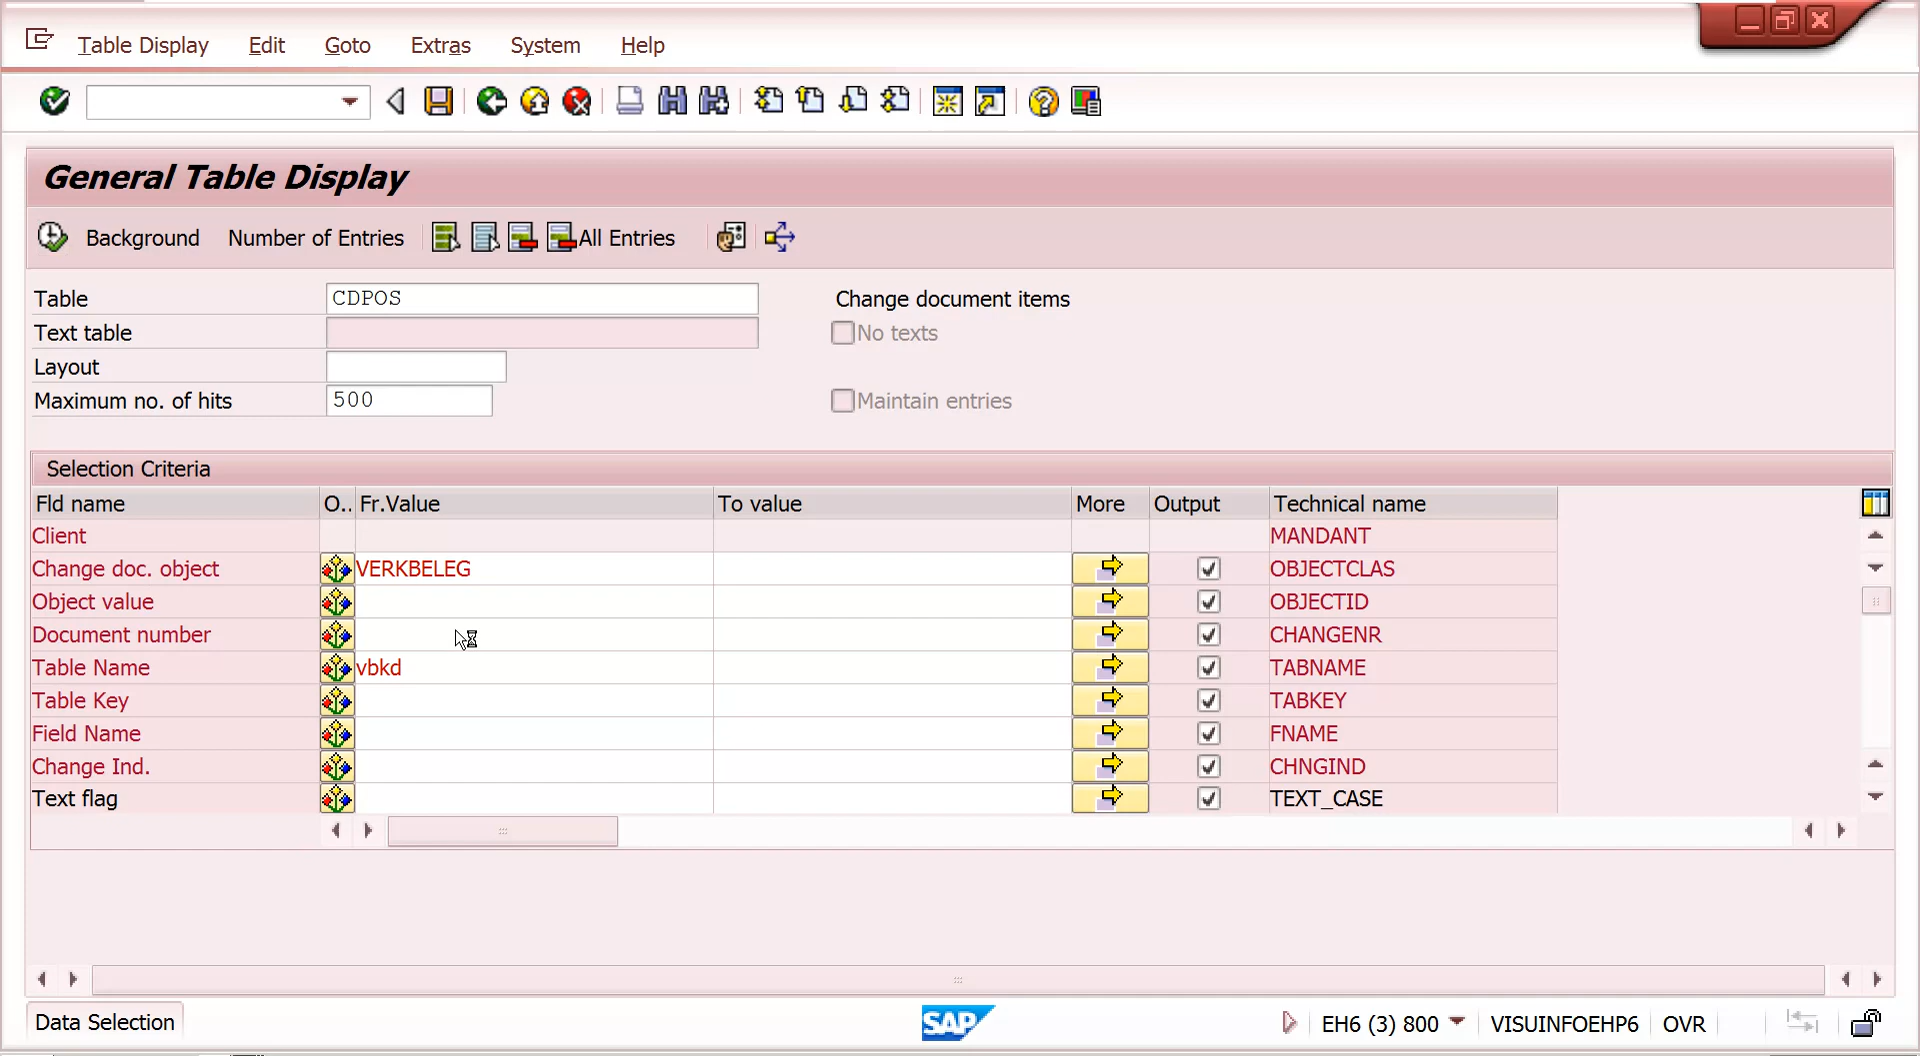 Table Display Edit Goto Extras System Help
General Table Display
Background Number of Entries All Entries
Table CDPOS Change document items
Text table No texts
Layout
Maximum no. of hits 500 Maintain entries
Selection Criteria
Fld name O.. Fr.Value To value More Output Technical name
Client MANDANT
Change doc. object VERKBELEG OBJECTCLAS
Object value OBJECTID
Document number CHANGENR
Table Name vbkd TABNAME
Table Key TABKEY
Field Name FNAME
Change Ind. CHNGIND
Text flag TEXT_CASE
Data Selection SAP EH6 (3) 800 VISUINFOEHP6 OVR